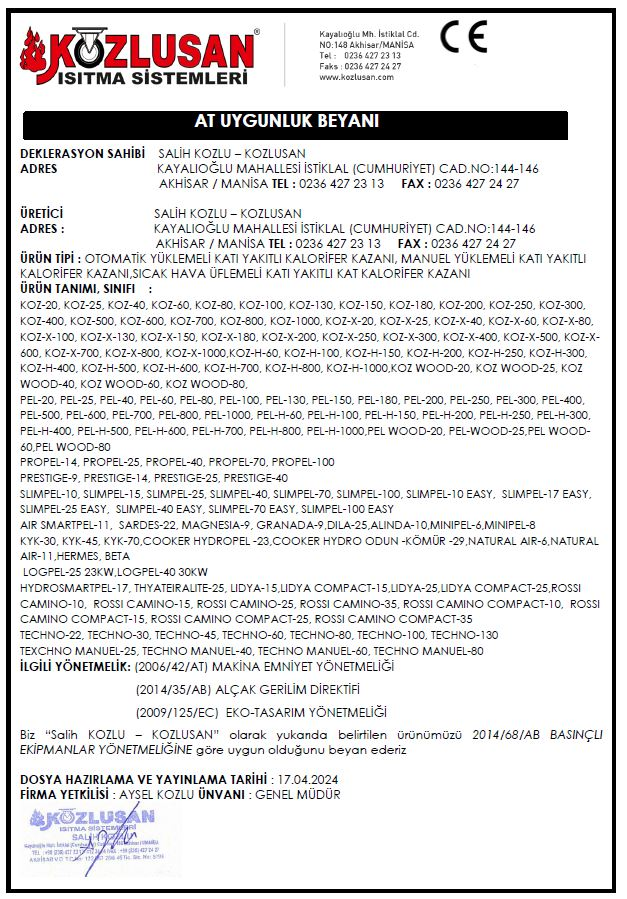 KOZLUSAN®
ISITMA SİSTEMLERİ
Kayalıoğlu Mh. İstiklal Cd.
NO:148 Akhisar/MANİSA
Tel : 0236 427 23 13
Faks : 0236 427 24 27
www.kozlusan.com
CE
AT UYGUNLUK BEYANI
DEKLERASYON SAHİBİ SALİH KOZLU – KOZLUSAN
ADRES KAYALIOĞLU MAHALLESİ İSTİKLAL (CUMHURİYET) CAD.NO:144-146
AKHİSAR / MANİSA TEL : 0236 427 23 13 FAX : 0236 427 24 27
ÜRETİCİ SALİH KOZLU – KOZLUSAN
ADRES : KAYALIOĞLU MAHALLESİ İSTİKLAL (CUMHURİYET) CAD.NO:144-146
AKHİSAR / MANİSA TEL : 0236 427 23 13 FAX : 0236 427 24 27
ÜRÜN TİPİ : OTOMATİK YÜKLEMELİ KATI YAKITLI KALORİFER KAZANI, MANUEL YÜKLEMELİ KATI YAKITLI
KALORİFER KAZANI,SICAK HAVA ÜFLEMELİ KATI YAKITLI KAT KALORİFER KAZANI
ÜRÜN TANIMI, SINIFI :
KOZ-20, KOZ-25, KOZ-40, KOZ-60, KOZ-80, KOZ-100, KOZ-130, KOZ-150, KOZ-180, KOZ-200, KOZ-250, KOZ-300,
KOZ-400, KOZ-500, KOZ-600, KOZ-700, KOZ-800, KOZ-1000, KOZ-X-20, KOZ-X-25, KOZ-X-40, KOZ-X-60, KOZ-X-80,
KOZ-X-100, KOZ-X-130, KOZ-X-150, KOZ-X-180, KOZ-X-200, KOZ-X-250, KOZ-X-300, KOZ-X-400, KOZ-X-500, KOZ-X-
600, KOZ-X-700, KOZ-X-800, KOZ-X-1000,KOZ-H-60, KOZ-H-100, KOZ-H-150, KOZ-H-200, KOZ-H-250, KOZ-H-300,
KOZ-H-400, KOZ-H-500, KOZ-H-600, KOZ-H-700, KOZ-H-800, KOZ-H-1000,KOZ WOOD-20, KOZ WOOD-25, KOZ
WOOD-40, KOZ WOOD-60, KOZ WOOD-80,
PEL-20, PEL-25, PEL-40, PEL-60, PEL-80, PEL-100, PEL-130, PEL-150, PEL-180, PEL-200, PEL-250, PEL-300, PEL-400,
PEL-500, PEL-600, PEL-700, PEL-800, PEL-1000, PEL-H-60, PEL-H-100, PEL-H-150, PEL-H-200, PEL-H-250, PEL-H-300,
PEL-H-400, PEL-H-500, PEL-H-600, PEL-H-700, PEL-H-800, PEL-H-1000,PEL WOOD-20, PEL-WOOD-25,PEL WOOD-
60,PEL WOOD-80
PROPEL-14, PROPEL-25, PROPEL-40, PROPEL-70, PROPEL-100
PRESTIGE-9, PRESTIGE-14, PRESTIGE-25, PRESTIGE-40
SLIMPEL-10, SLIMPEL-15, SLIMPEL-25, SLIMPEL-40, SLIMPEL-70, SLIMPEL-100, SLIMPEL-10 EASY, SLIMPEL-17 EASY,
SLIMPEL-25 EASY, SLIMPEL-40 EASY, SLIMPEL-70 EASY, SLIMPEL-100 EASY
AIR SMARTPEL-11, SARDES-22, MAGNESIA-9, GRANADA-9,DILA-25,ALINDA-10,MINIPEL-6,MINIPEL-8
KYK-30, KYK-45, KYK-70,COOKER HYDROPEL -23,COOKER HYDRO ODUN -KÖMÜR -29,NATURAL AIR-6,NATURAL
AIR-11,HERMES, BETA
LOGPEL-25 23KW,LOGPEL-40 30KW
HYDROSMARTPEL-17, THYATEIRALITE-25, LIDYA-15,LIDYA COMPACT-15,LIDYA-25,LIDYA COMPACT-25,ROSSI
CAMINO-10, ROSSI CAMINO-15, ROSSI CAMINO-25, ROSSI CAMINO-35, ROSSI CAMINO COMPACT-10, ROSSI
CAMINO COMPACT-15, ROSSI CAMINO COMPACT-25, ROSSI CAMINO COMPACT-35
TECHNO-22, TECHNO-30, TECHNO-45, TECHNO-60, TECHNO-80, TECHNO-100, TECHNO-130
TEXCHNO MANUEL-25, TECHNO MANUEL-40, TECHNO MANUEL-60, TECHNO MANUEL-80
İLGİLİ YÖNETMELİK: (2006/42/AT) MAKİNA EMNİYET YÖNETMELİĞİ
(2014/35/AB) ALÇAK GERİLİM DİREKTİFİ
(2009/125/EC) EKO-TASARIM YÖNETMELİĞİ
Biz “Salih KOZLU – KOZLUSAN” olarak yukarıda belirtilen ürünümüzü 2014/68/AB BASINÇLI
EKİPMANLAR YÖNETMELİĞİNE göre uygun olduğunu beyan ederiz
DOSYA HAZIRLAMA VE YAYINLAMA TARİHİ : 17.04.2024
FİRMA YETKİLİSİ : AYSEL KOZLU ÜNVANI : GENEL MÜDÜR
KOZLUSAN
ISITMA SİSTEMLERİ
SALİH KOZLU